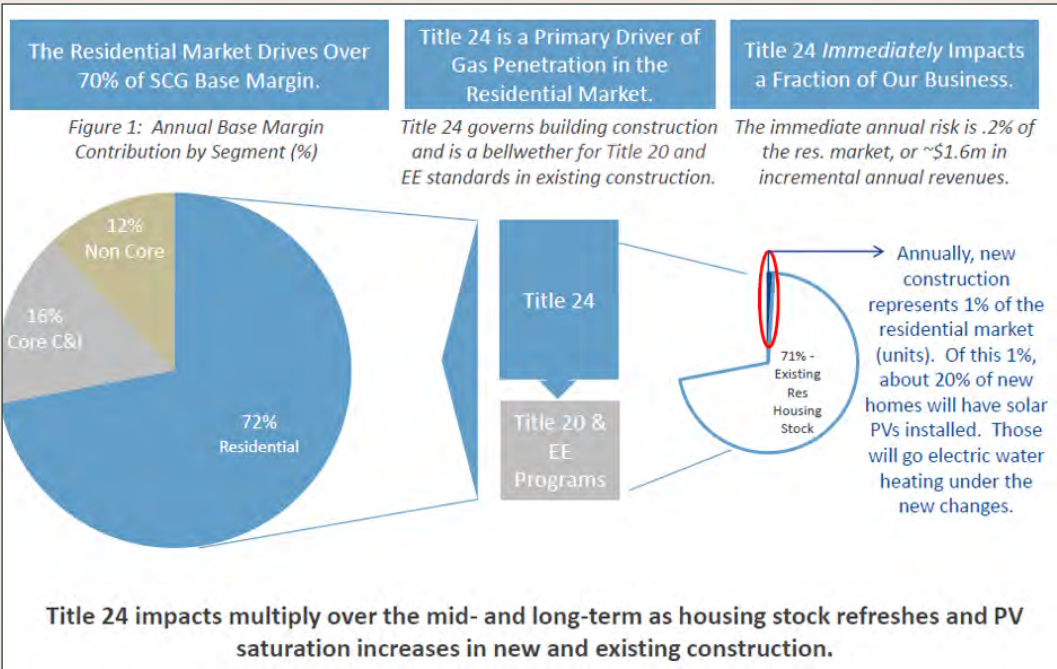 The Residential Market Drives Over
70% of SCG Base Margin.
Figure 1: Annual Base Margin
Contribution by Segment (%)
12%
Non Core
16%
Core C&I
72%
Residential
Title 24 is a Primary Driver of
Gas Penetration in the
Residential Market.
Title 24 governs building construction
and is a bellwether for Title 20 and
EE standards in existing construction.
Title 24
Title 20 &
EE
Programs
Title 24 Immediately Impacts
a Fraction of Our Business.
The immediate annual risk is .2% of
the res. market, or ~$1.6m in
incremental annual revenues.
71% -
Existing
Res
Housing
Stock
Annually, new
construction
represents 1% of the
residential market
(units). Of this 1%,
about 20% of new
homes will have solar
PVs installed. Those
will go electric water
heating under the
new changes.
Title 24 impacts multiply over the mid- and long-term as housing stock refreshes and PV
saturation increases in new and existing construction.